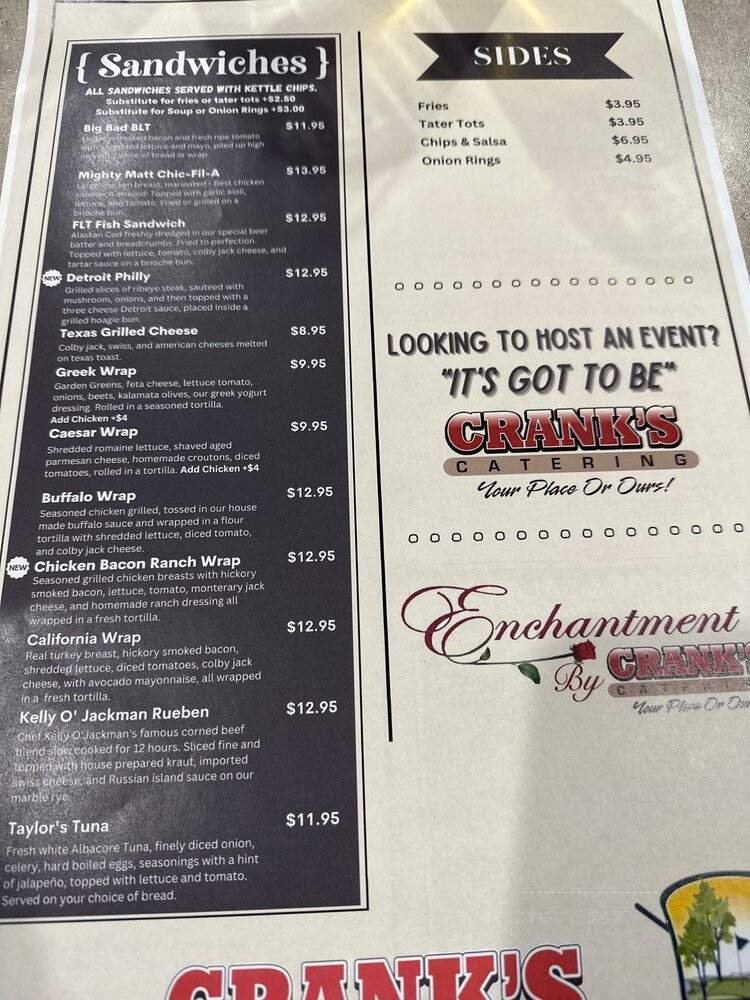 { Sandwiches }
ALL SANDWICHES SERVED WITH KETTLE CHIPS.
Substitute for fries or tater tots +$2.50
Substitute for Soup or Onion Rings +$3.00
Big Bad BLT $11.95
Hickory smoked bacon and fresh ripe tomato
with shredded lettuce and mayo, piled up high
on your choice of bread or wrap.
Mighty Matt Chic-Fil-A $13.95
Large chicken breast, marinated - Best chicken
sandwich around! Topped with garlic aioli,
lettuce, and tomato. Fried or grilled on a
brioche bun.
FLT Fish Sandwich $12.95
Alaskan Cod freshly dredged in our special beer
batter and breadcrumbs. Fried to perfection.
Topped with lettuce, tomato, colby jack cheese, and
tartar sauce on a brioche bun.
NEW Detroit Philly $12.95
Grilled slices of ribeye steak, sauteed with
mushroom, onions, and then topped with a
three cheese Detroit sauce, placed inside a
grilled hoagie bun.
Texas Grilled Cheese $8.95
Colby jack, swiss, and american cheeses melted
on texas toast.
Greek Wrap $9.95
Garden Greens, feta cheese, lettuce tomato,
onions, beets, kalamata olives, our greek yogurt
dressing. Rolled in a seasoned tortilla.
Add Chicken +$4
Caesar Wrap $9.95
Shredded romaine lettuce, shaved aged
parmesan cheese, homemade croutons, diced
tomatoes, rolled in a tortilla. Add Chicken +$4
Buffalo Wrap $12.95
Seasoned chicken grilled, tossed in our house
made buffalo sauce and wrapped in a flour
tortilla with shredded lettuce, diced tomato,
and colby jack cheese.
NEW Chicken Bacon Ranch Wrap $12.95
Seasoned grilled chicken breasts with hickory
smoked bacon, lettuce, tomato, monterary jack
cheese, and homemade ranch dressing all
wrapped in a fresh tortilla.
California Wrap $12.95
Real turkey breast, hickory smoked bacon,
shredded lettuce, diced tomatoes, colby jack
cheese, with avocado mayonnaise, all wrapped
in a fresh tortilla.
Kelly O' Jackman Rueben $12.95
Chef Kelly O'Jackman's famous corned beef
blend slow cooked for 12 hours. Sliced fine and
topped with house prepared kraut, imported
swiss cheese, and Russian island sauce on our
marble rye.
Taylor's Tuna $11.95
Fresh white Albacore Tuna, finely diced onion,
celery, hard boiled eggs, seasonings with a hint
of jalapeño, topped with lettuce and tomato.
Served on your choice of bread.
SIDES
Fries $3.95
Tater Tots $3.95
Chips & Salsa $6.95
Onion Rings $4.95
LOOKING TO HOST AN EVENT?
"IT'S GOT TO BE"
CRANK'S
CATERING
Your Place Or Ours!
Enchantment
By CRANK'S
CATERING
Your Place Or Ours
CRANK'S